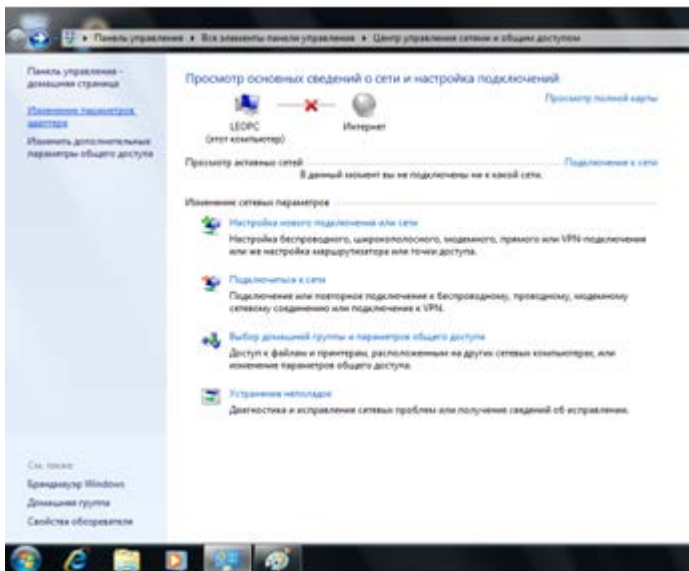 Панель управления ▸ Все элементы панели управления ▸ Центр управления сетями и общим доступом
Панель управления -
домашняя страница
Изменение параметров
адаптера
Изменить дополнительные
параметры общего доступа
Просмотр основных сведений о сети и настройка подключений
Просмотр полной карты
LEOPC
(этот компьютер)
Интернет
Просмотр активных сетей
Подключение к сети
В данный момент вы не подключены ни к какой сети.
Изменение сетевых параметров
Настройка нового подключения или сети
Настройка беспроводного, широкополосного, модемного, прямого или VPN-подключения
или же настройка маршрутизатора или точки доступа.
Подключиться к сети
Подключение или повторное подключение к беспроводному, проводному, модемному
сетевому соединению или подключение к VPN.
Выбор домашней группы и параметров общего доступа
Доступ к файлам и принтерам, расположенным на других сетевых компьютерах, или
изменение параметров общего доступа.
Устранение неполадок
Диагностика и исправление сетевых проблем или получение сведений об исправлении.
См. также
Брандмауэр Windows
Домашняя группа
Свойства обозревателя